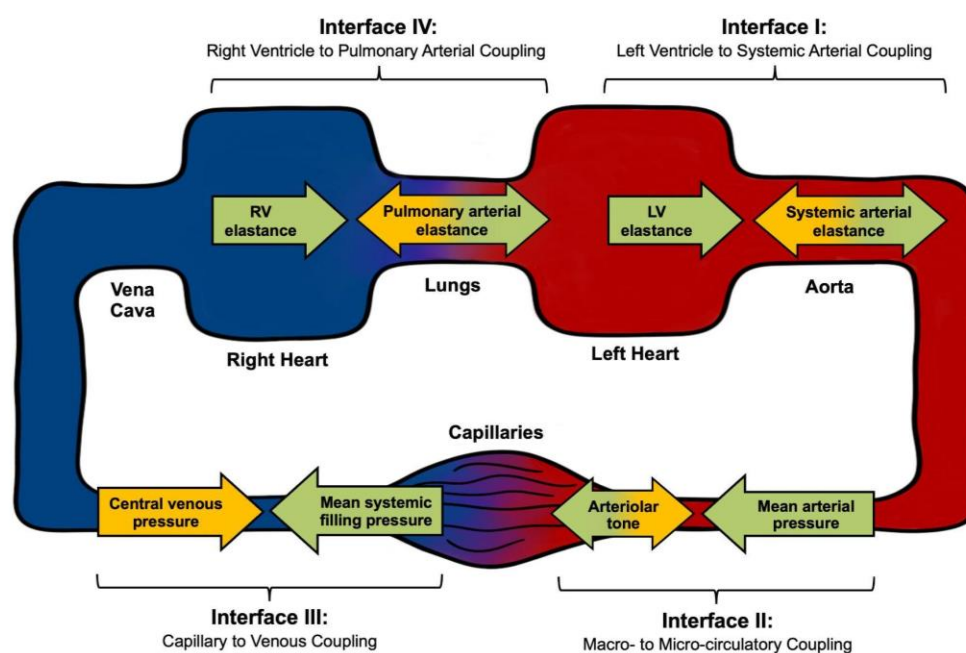 Interface IV:
Right Ventricle to Pulmonary Arterial Coupling
Interface I:
Left Ventricle to Systemic Arterial Coupling
RV
elastance
Pulmonary arterial
elastance
LV
elastance
Systemic arterial
elastance
Vena
Cava
Lungs
Aorta
Right Heart
Left Heart
Capillaries
Central venous
pressure
Mean systemic
filling pressure
Arteriolar
tone
Mean arterial
pressure
Interface III:
Capillary to Venous Coupling
Interface II:
Macro- to Micro-circulatory Coupling